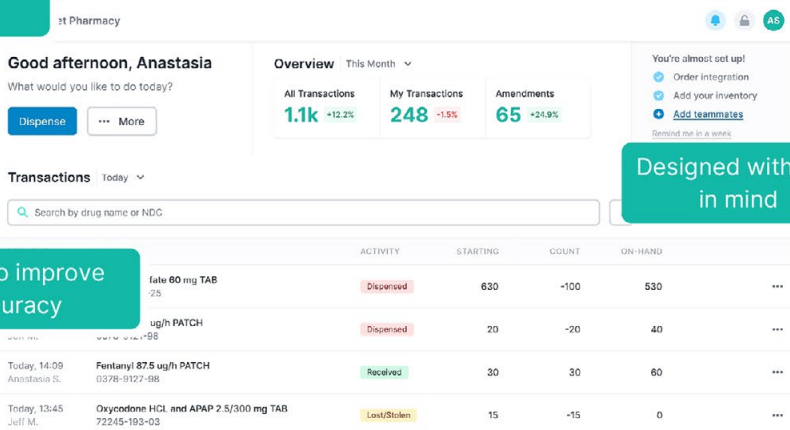 et Pharmacy
AS
Good afternoon, Anastasia
What would you like to do today?
Dispense
More
Overview This Month
All Transactions
1.1k +12.2%
My Transactions
248 -1.5%
Amendments
65 +24.9%
You're almost set up!
Order integration
Add your inventory
Add teammates
Remind me in a week
Designed with
in mind
Transactions Today
Search by drug name or NDC
o improve
uracy
ACTIVITY STARTING COUNT ON-HAND
fate 60 mg TAB
-25
Dispensed 630 -100 530
ug/h PATCH
-98
Dispensed 20 -20 40
Today, 14:09
Anastasia S.
Fentanyl 87.5 ug/h PATCH
0378-9127-98
Received 30 30 60
Today, 13:45
Jeff M.
Oxycodone HCL and APAP 2.5/300 mg TAB
72245-193-03
Lost/Stolen 15 -15 0